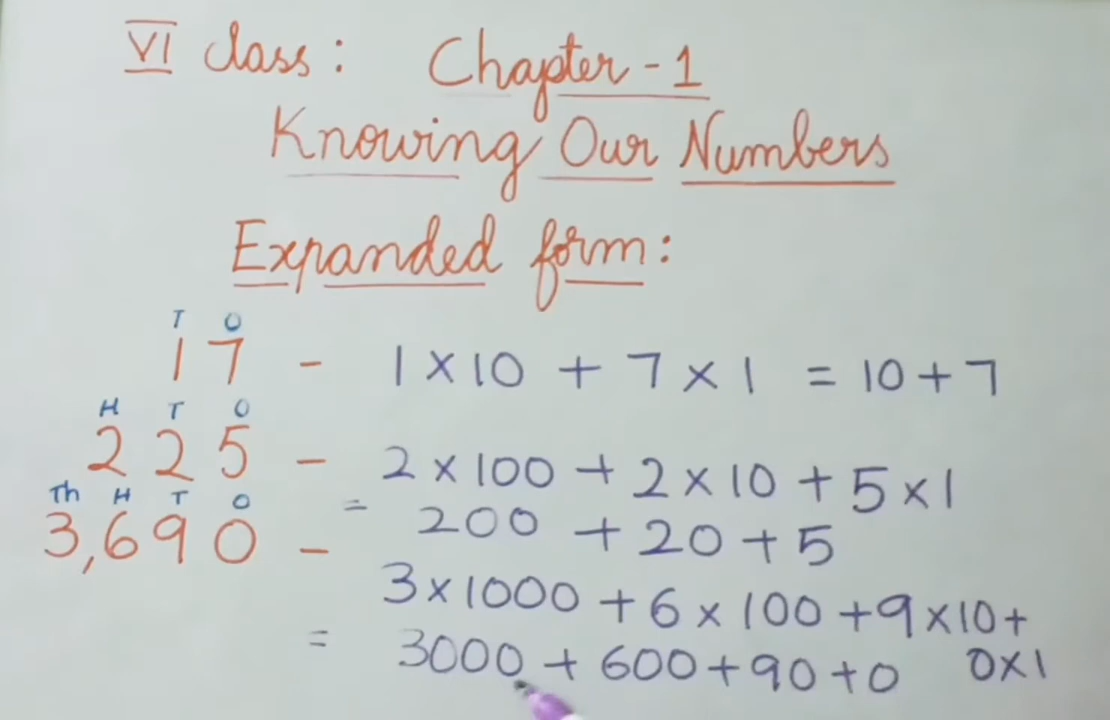 VI Class : Chapter - 1
Knowing Our Numbers
Expanded form :
T O
17 - 1 × 10 + 7 × 1 = 10 + 7
H T O
225 - 2 × 100 + 2 × 10 + 5 × 1
= 200 + 20 + 5
Th H T O
3,690 - 3 × 1000 + 6 × 100 + 9 × 10 +
0 × 1
= 3000 + 600 + 90 + 0